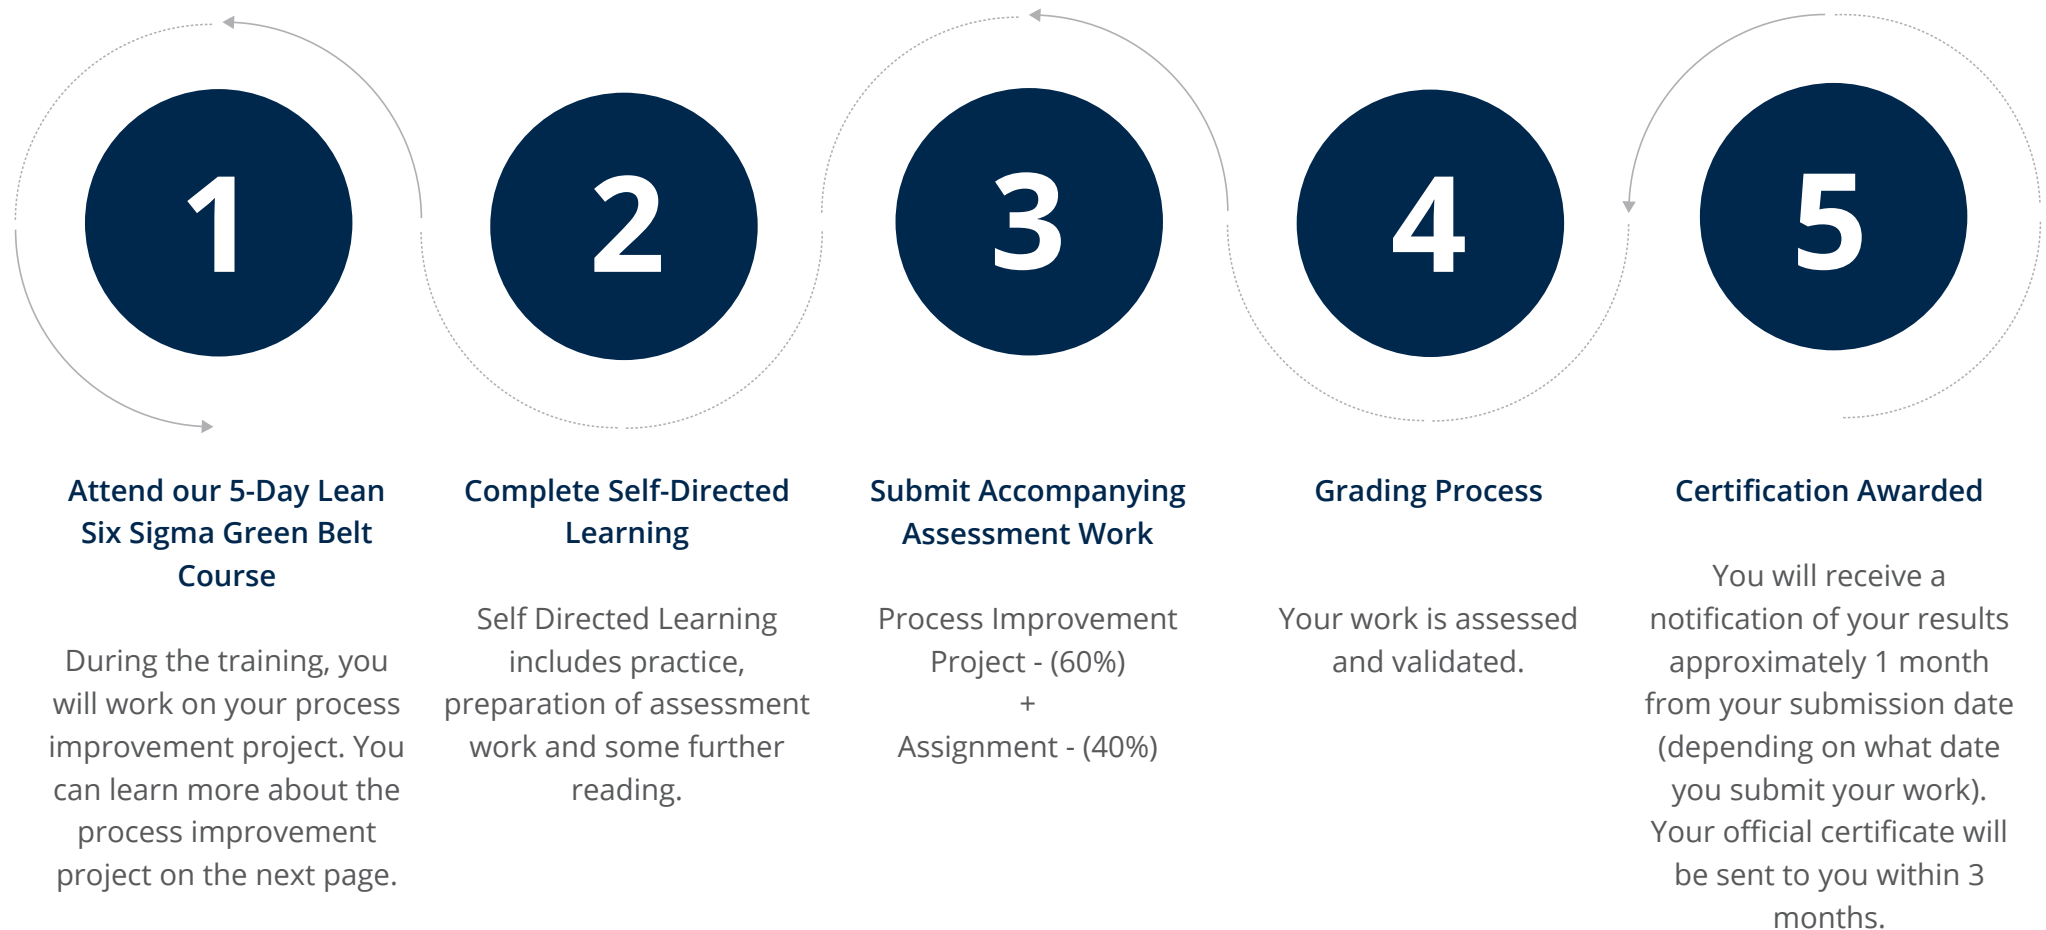 1
2
3
4
5
Attend our 5-Day Lean
Six Sigma Green Belt
Course
During the training, you
will work on your process
improvement project. You
can learn more about the
process improvement
project on the next page.
Complete Self-Directed
Learning
Self Directed Learning
includes practice,
preparation of assessment
work and some further
reading.
Submit Accompanying
Assessment Work
Process Improvement
Project - (60%)
+
Assignment - (40%)
Grading Process
Your work is assessed
and validated.
Certification Awarded
You will receive a
notification of your results
approximately 1 month
from your submission date
(depending on what date
you submit your work).
Your official certificate will
be sent to you within 3
months.